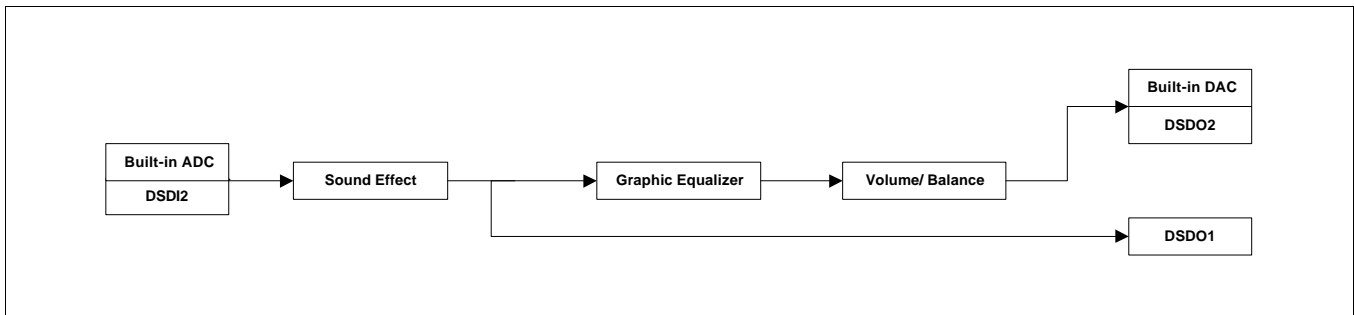 Built-in ADC
DSDI2
Sound Effect
Graphic Equalizer
Volume/ Balance
Built-in DAC
DSDO2
DSDO1